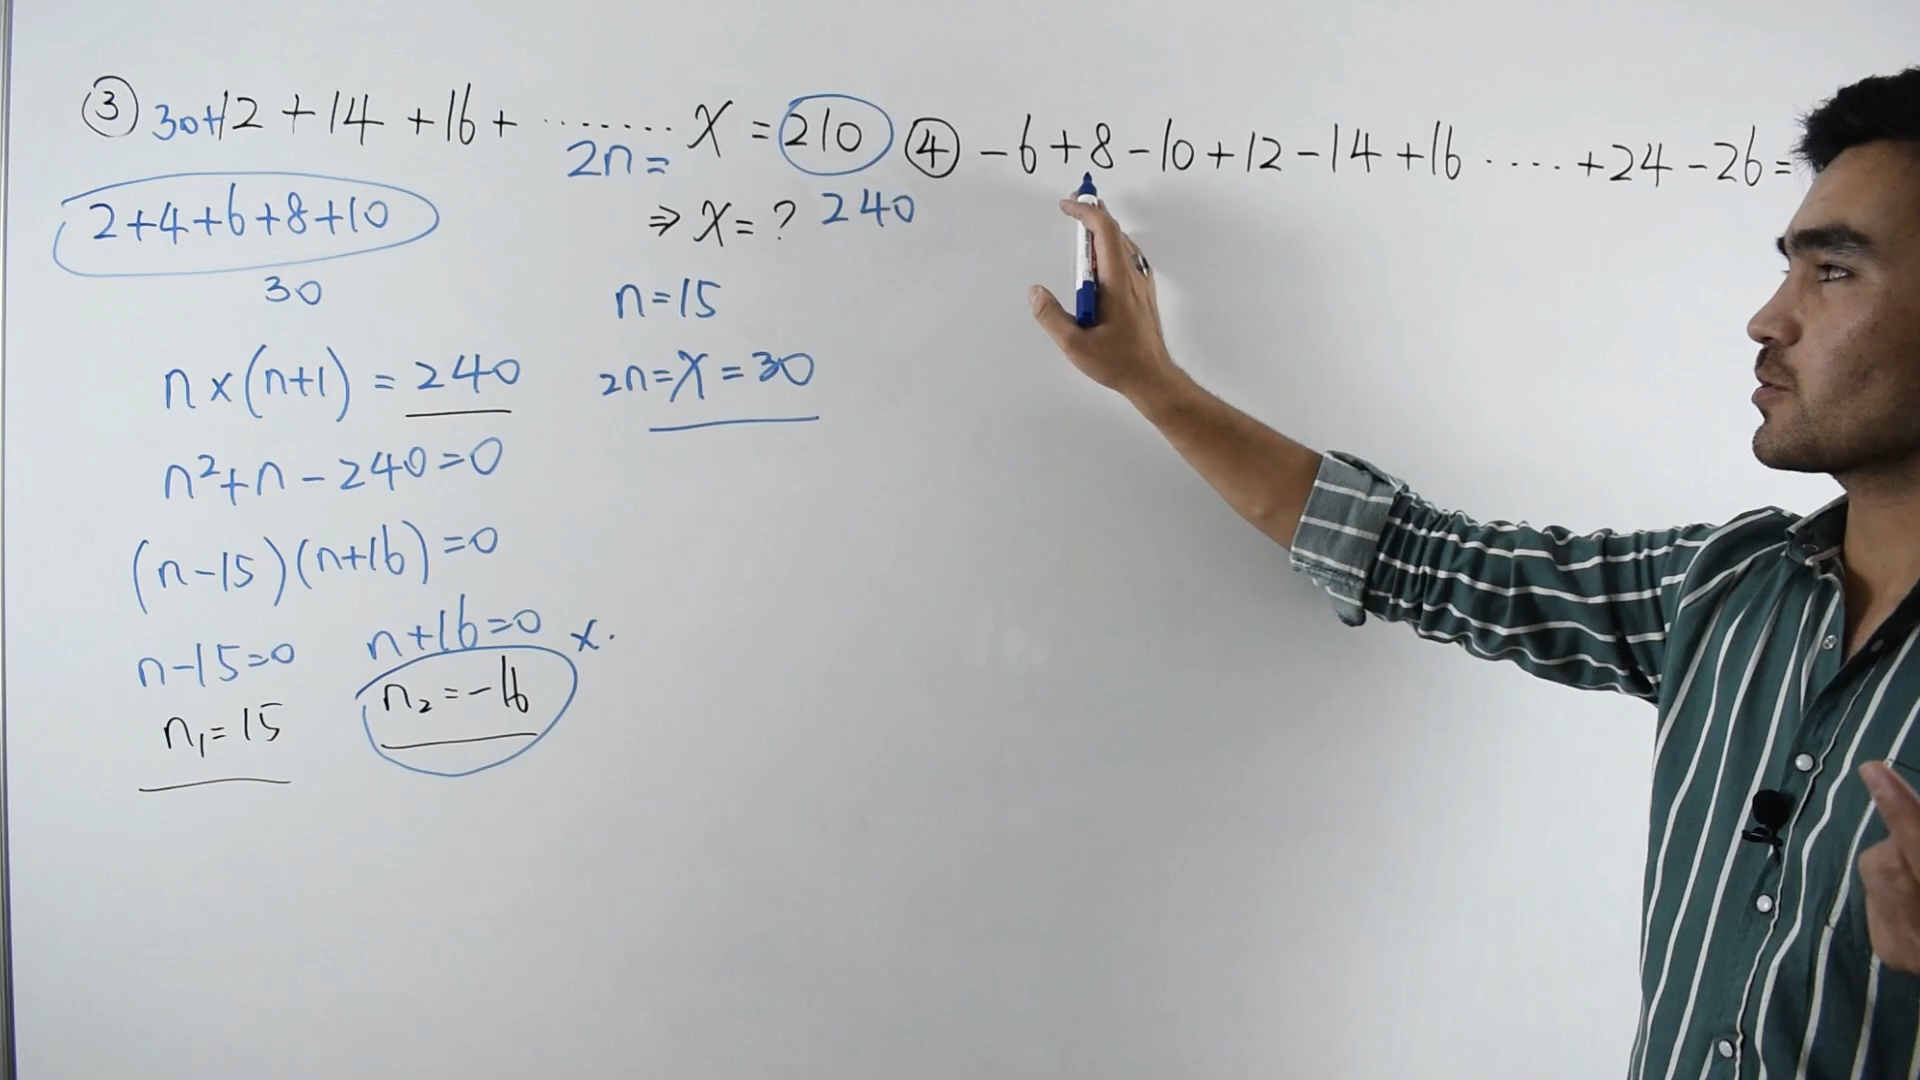 ③ 30+12 + 14 + 16 + ........ X = 210
2n =
2+4+6+8+10
⇒ X = ? 240
30
n=15
n×(n+1) = 240
2n=X=30
n²+n-240=0
(n-15)(n+16)=0
n-15=0 n+16=0 x.
n₁=15 n₂=-16
④ -6+8-10+12-14+16 ..... +24-26=